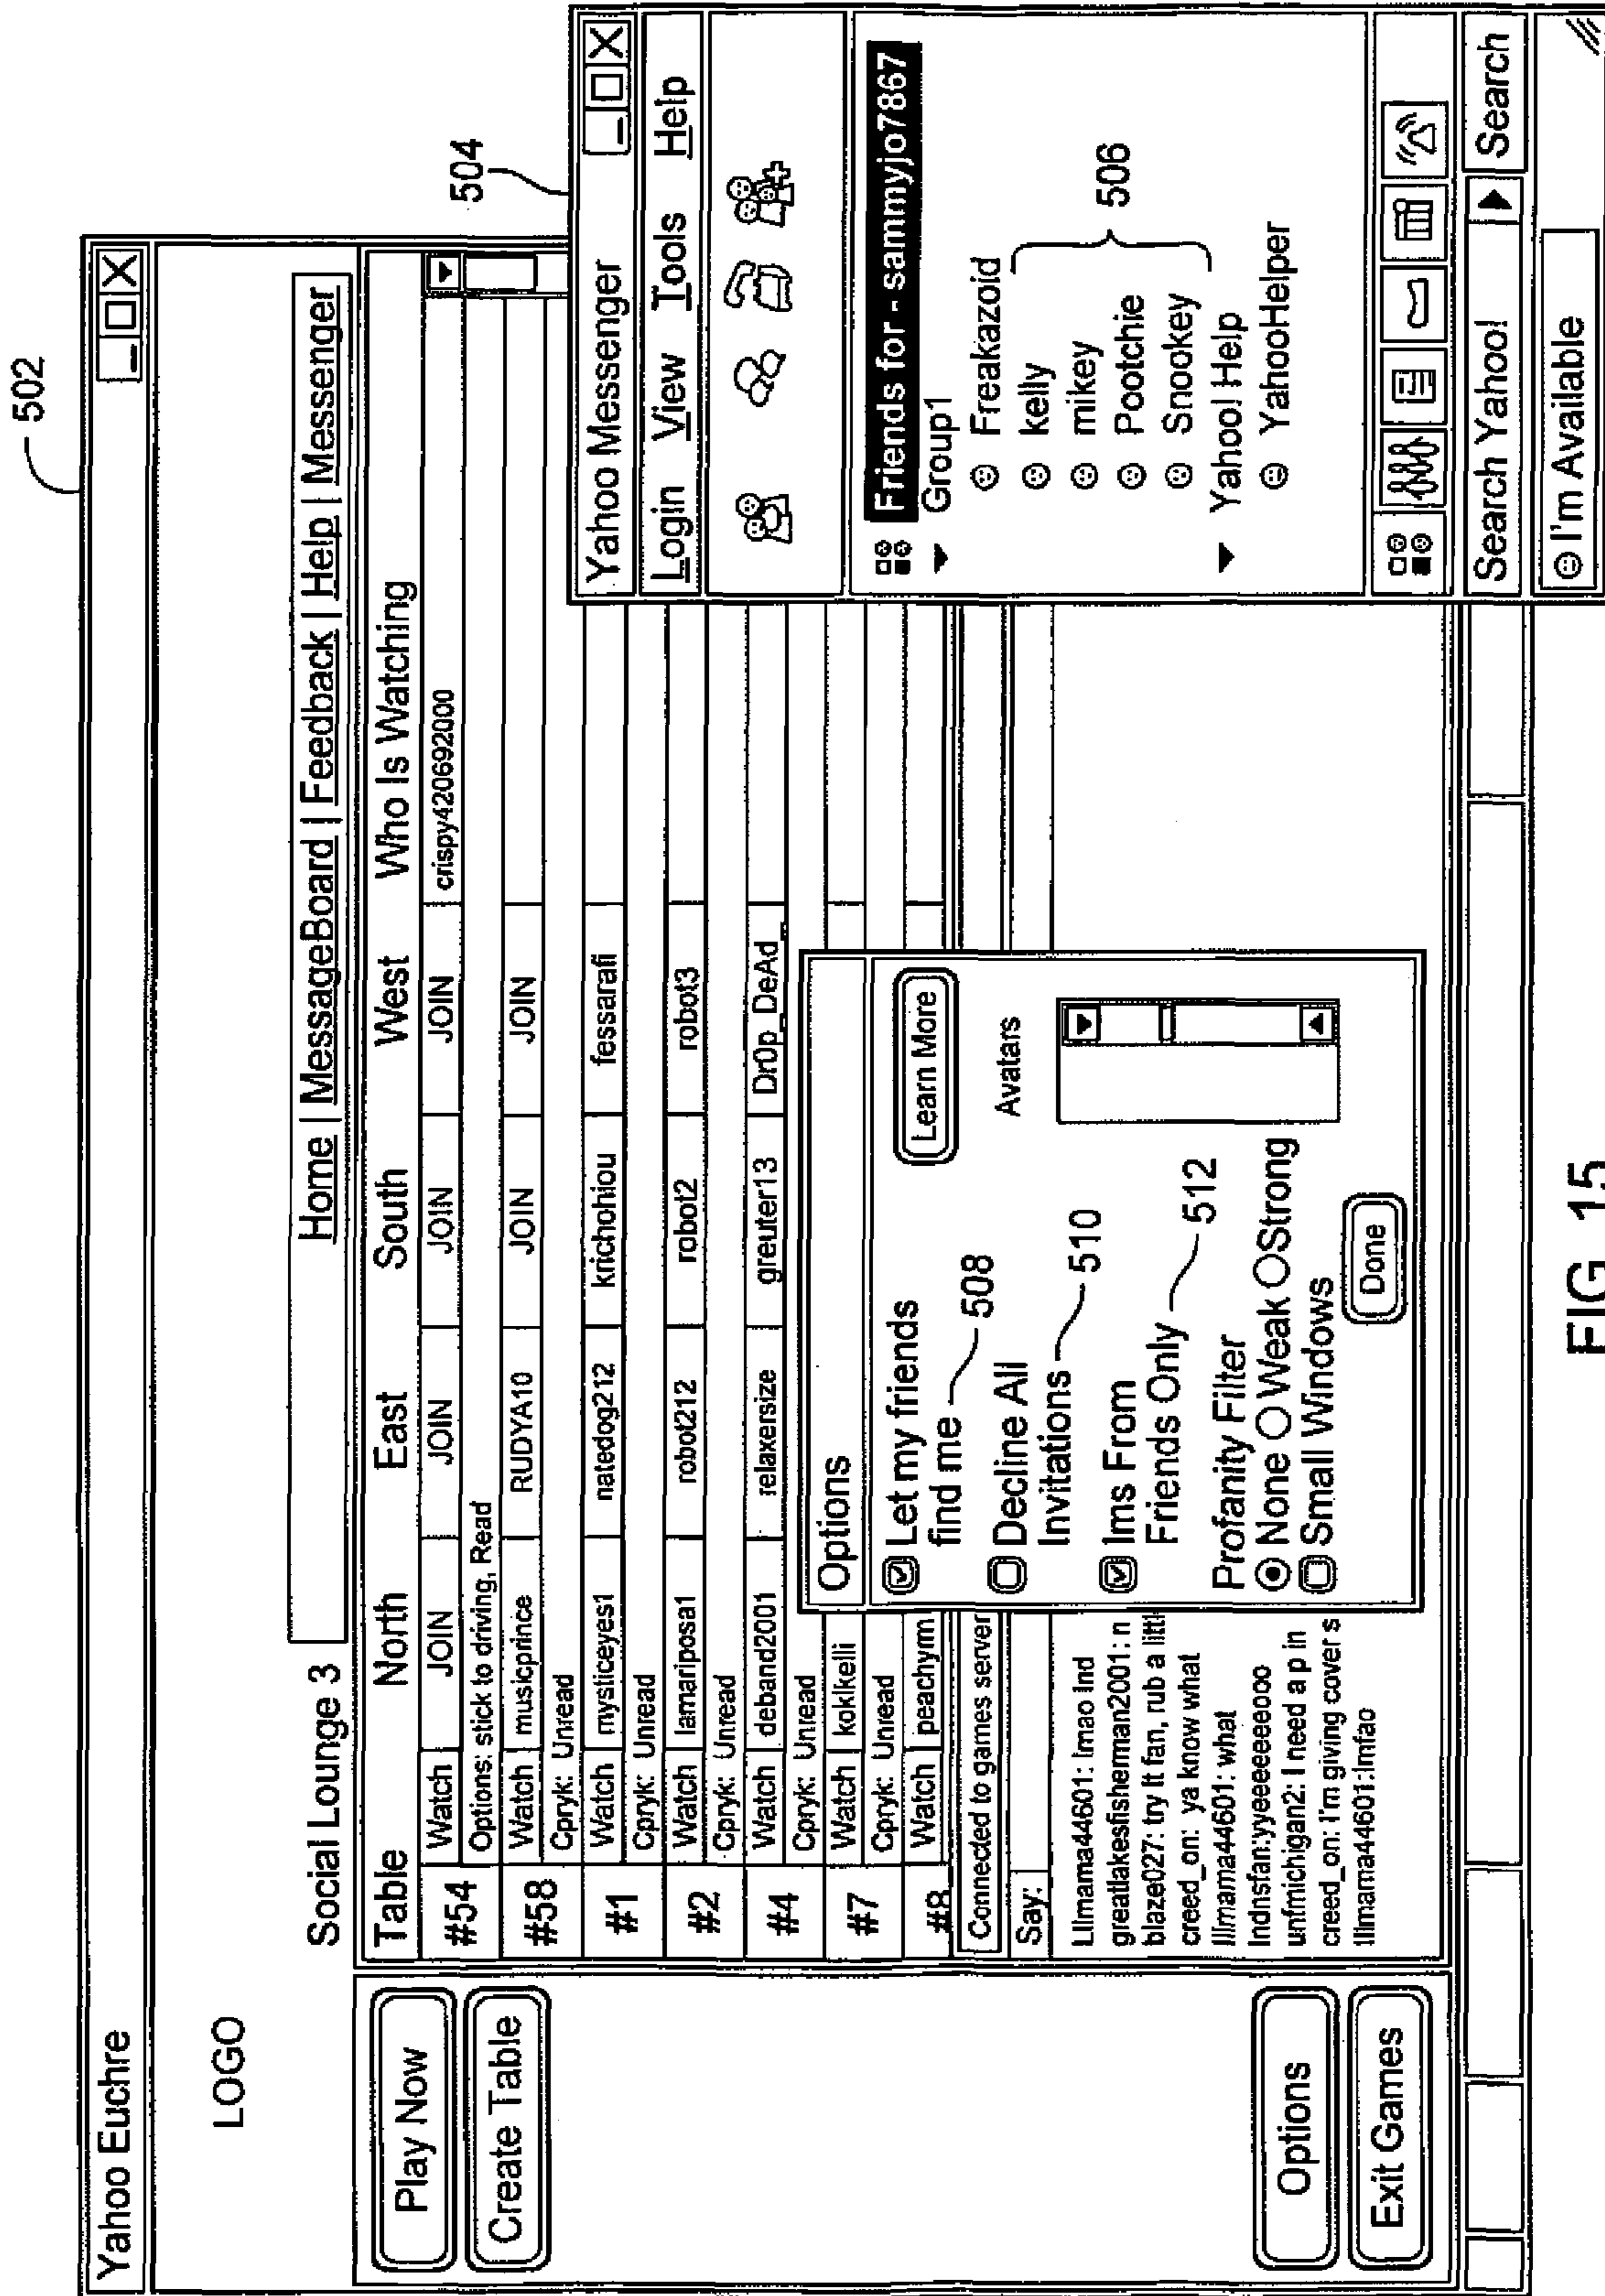 502
Yahoo Euchre
LOGO
Social Lounge 3
Home | MessageBoard | Feedback | Help | Messenger
Play Now
Create Table
Options
Exit Games
Table North East South West Who Is Watching
#54 Watch JOIN JOIN JOIN JOIN crispy420692000
Options: stick to driving, Read
#58 Watch musicprince RUDYA10 JOIN JOIN
Cpryk: Unread
#1 Watch mysticeyes1 natedog212 krichohiou fessarafi
Cpryk: Unread
#2 Watch lamariposa1 robot212 robot2 robot3
Cpryk: Unread
#4 Watch deband2001 relaxersize greuter13 Dr0p_DeAd_
Cpryk: Unread
#7 Watch kokikelli
Cpryk: Unread
#8 Watch peachyrm
Connected to games server
Say:
Lilmama44601: lmao Ind
greatlakesfisherman2001: n
blaze027: try It fan, rub a littl
creed_on: ya know what
lilmama44601: what
Indnsfan:yyeeeeeeeooo
unfmichigan2: I need a p in
creed_on: I'm giving cover s
lilmama44601:lmfao
Options
Let my friends
find me 508
Learn More
Decline All
Invitations 510
Avatars
Ims From
Friends Only 512
Profanity Filter
None Weak Strong
Small Windows
Done
504
Yahoo Messenger
Login View Tools Help
Friends for - sammyjo7867
Group1
Freakazoid
kelly
mikey
Pootchie
Snookey
506
Yahoo! Help
YahooHelper
Search Yahoo! Search
I'm Available
FIG. 15